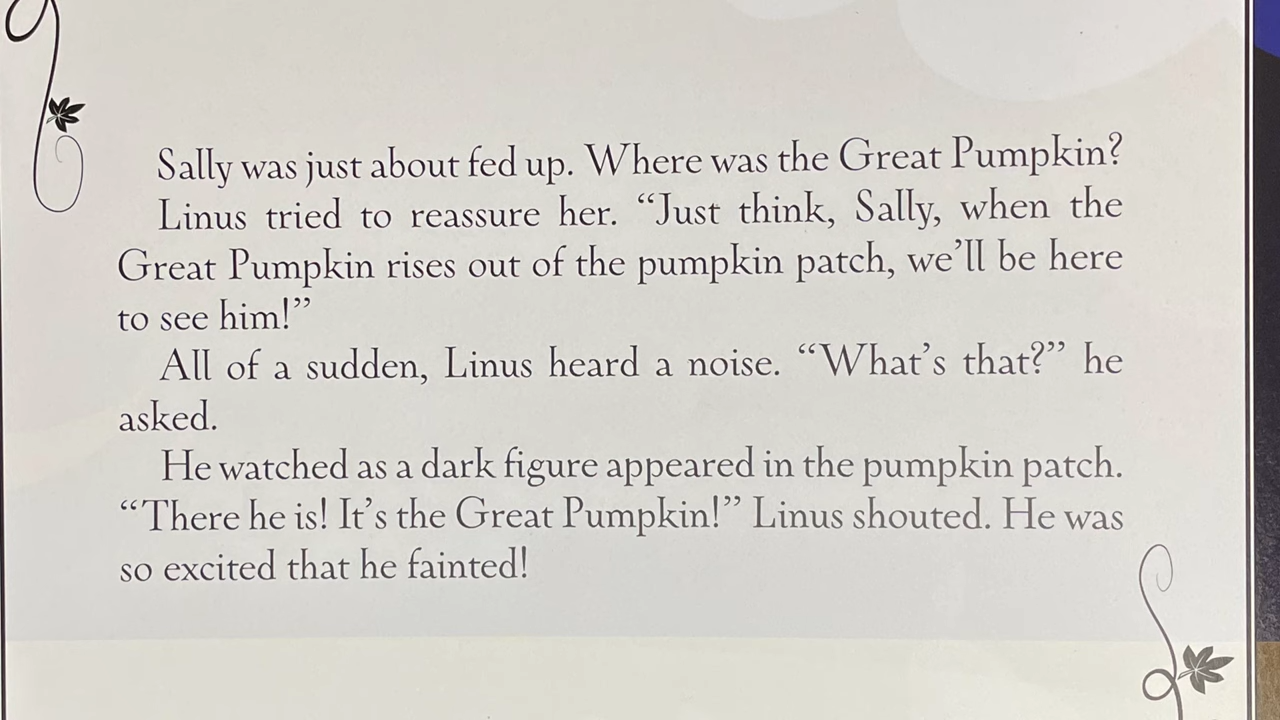 Sally was just about fed up. Where was the Great Pumpkin?
Linus tried to reassure her. “Just think, Sally, when the
Great Pumpkin rises out of the pumpkin patch, we’ll be here
to see him!”
All of a sudden, Linus heard a noise. “What’s that?” he
asked.
He watched as a dark figure appeared in the pumpkin patch.
“There he is! It’s the Great Pumpkin!” Linus shouted. He was
so excited that he fainted!